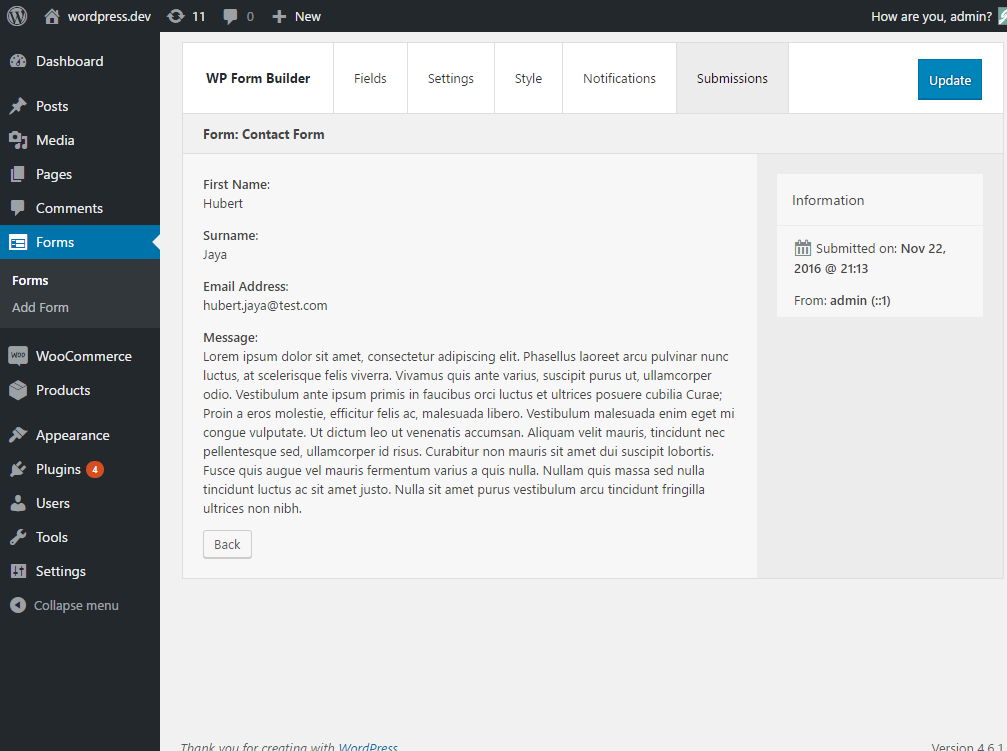 wordpress.dev 11 0 New How are you, admin?
Dashboard
Posts
Media
Pages
Comments
Forms
Forms
Add Form
WOO WooCommerce
Products
Appearance
Plugins 4
Users
Tools
Settings
Collapse menu
WP Form Builder Fields Settings Style Notifications Submissions Update
Form: Contact Form
First Name:
Hubert
Surname:
Jaya
Email Address:
hubert.jaya@test.com
Message:
Lorem ipsum dolor sit amet, consectetur adipiscing elit. Phasellus laoreet arcu pulvinar nunc
luctus, at scelerisque felis viverra. Vivamus quis ante varius, suscipit purus ut, ullamcorper
odio. Vestibulum ante ipsum primis in faucibus orci luctus et ultrices posuere cubilia Curae;
Proin a eros molestie, efficitur felis ac, malesuada libero. Vestibulum malesuada enim eget mi
congue vulputate. Ut dictum leo ut venenatis accumsan. Aliquam velit mauris, tincidunt nec
pellentesque sed, ullamcorper id risus. Curabitur non mauris sit amet dui suscipit lobortis.
Fusce quis augue vel mauris fermentum varius a quis nulla. Nullam quis massa sed nulla
tincidunt luctus ac sit amet justo. Nulla sit amet purus vestibulum arcu tincidunt fringilla
ultrices non nibh.
Back
Information
Submitted on: Nov 22,
2016 @ 21:13
From: admin (::1)
Thank you for creating with WordPress
Version 4.6.1